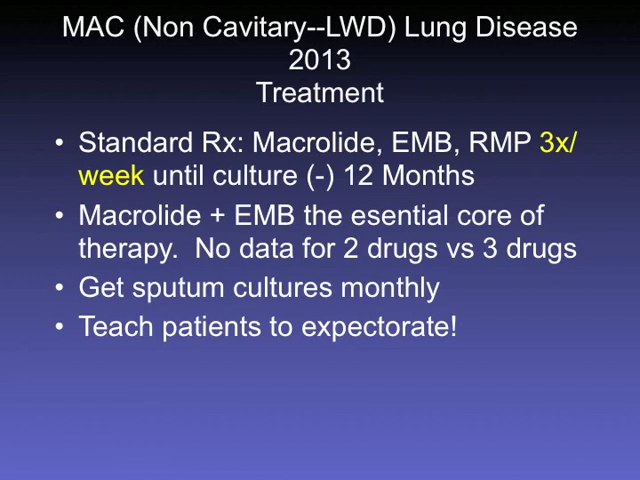 MAC (Non Cavitary--LWD) Lung Disease
2013
Treatment
• Standard Rx: Macrolide, EMB, RMP 3x/
week until culture (-) 12 Months
• Macrolide + EMB the esential core of
therapy. No data for 2 drugs vs 3 drugs
• Get sputum cultures monthly
• Teach patients to expectorate!